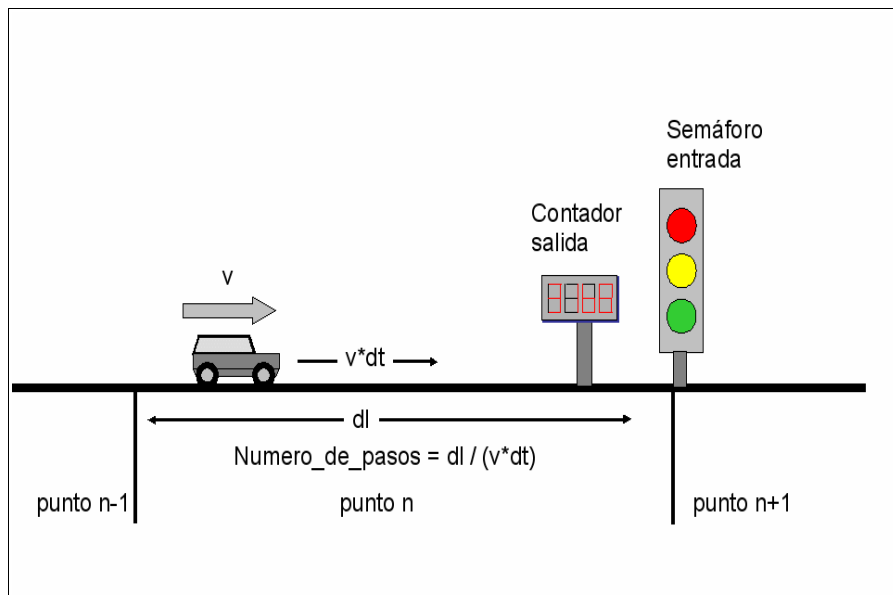 Semáforo
entrada
Contador
salida
v
v*dt
dl
Numero_de_pasos = dl / (v*dt)
punto n-1
punto n
punto n+1